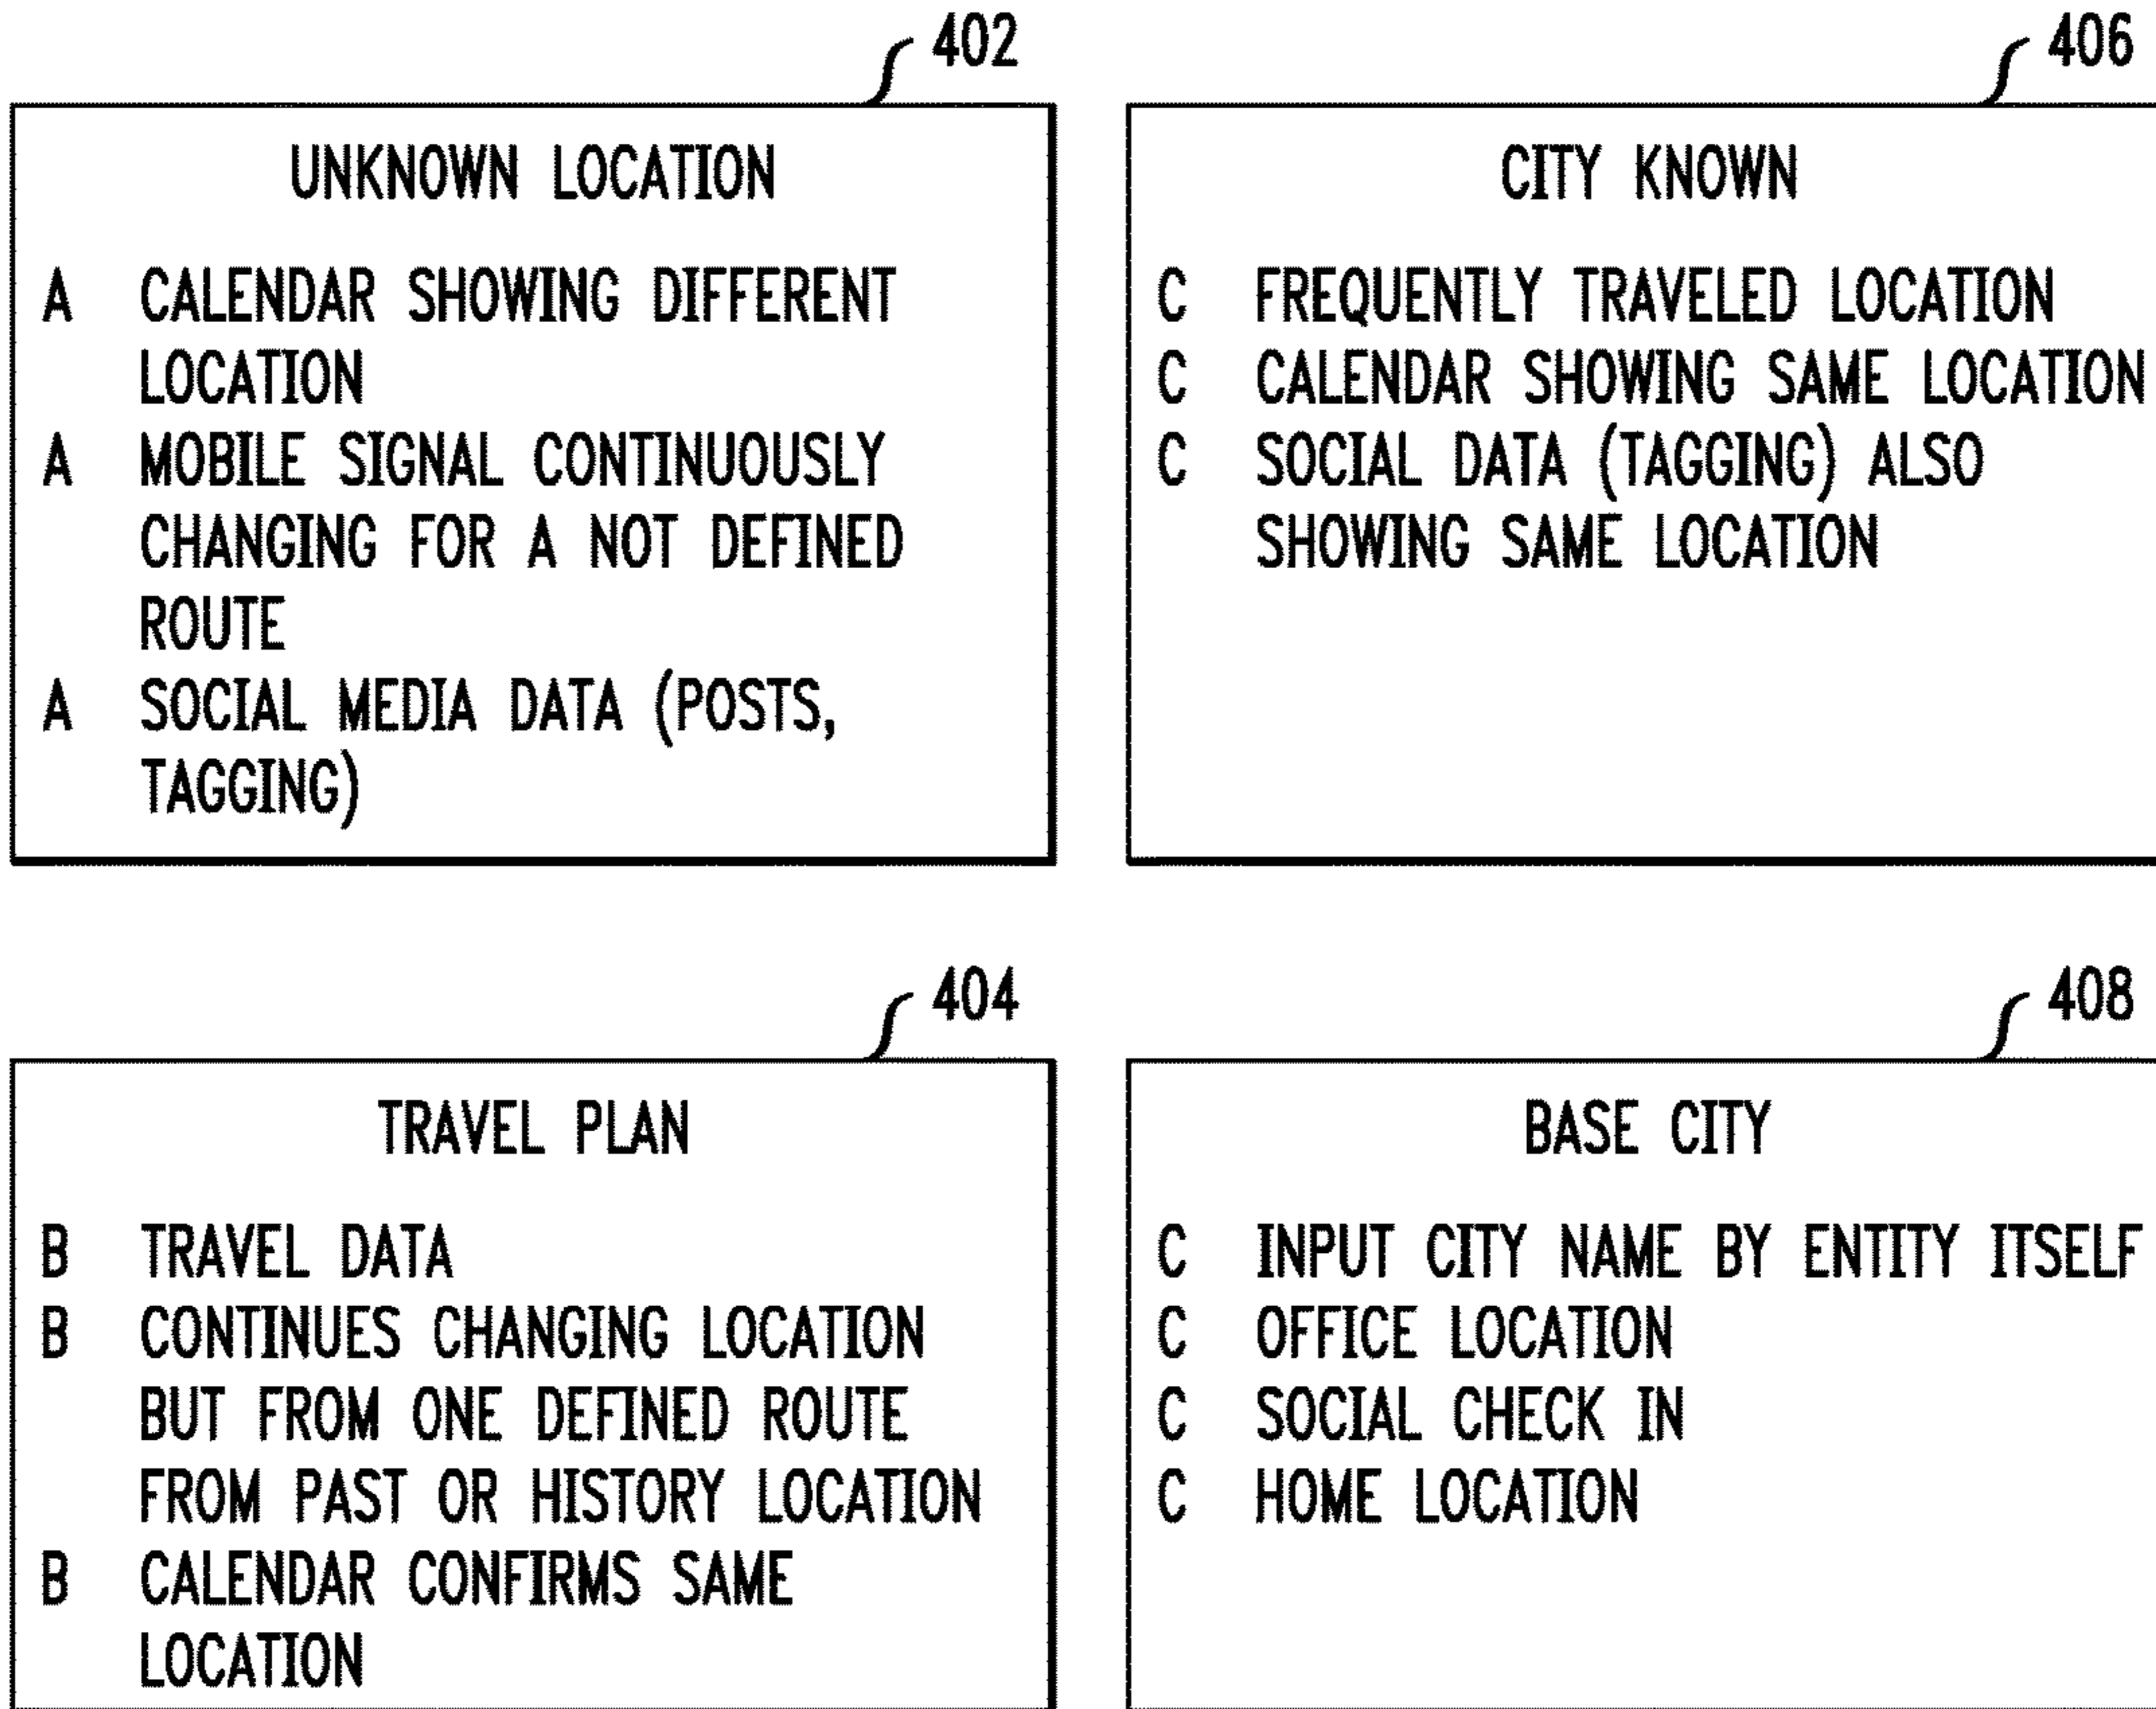 402
UNKNOWN LOCATION
A CALENDAR SHOWING DIFFERENT
LOCATION
A MOBILE SIGNAL CONTINUOUSLY
CHANGING FOR A NOT DEFINED
ROUTE
A SOCIAL MEDIA DATA (POSTS,
TAGGING)
406
CITY KNOWN
C FREQUENTLY TRAVELED LOCATION
C CALENDAR SHOWING SAME LOCATION
C SOCIAL DATA (TAGGING) ALSO
SHOWING SAME LOCATION
404
TRAVEL PLAN
B TRAVEL DATA
B CONTINUES CHANGING LOCATION
BUT FROM ONE DEFINED ROUTE
FROM PAST OR HISTORY LOCATION
B CALENDAR CONFIRMS SAME
LOCATION
408
BASE CITY
C INPUT CITY NAME BY ENTITY ITSELF
C OFFICE LOCATION
C SOCIAL CHECK IN
C HOME LOCATION